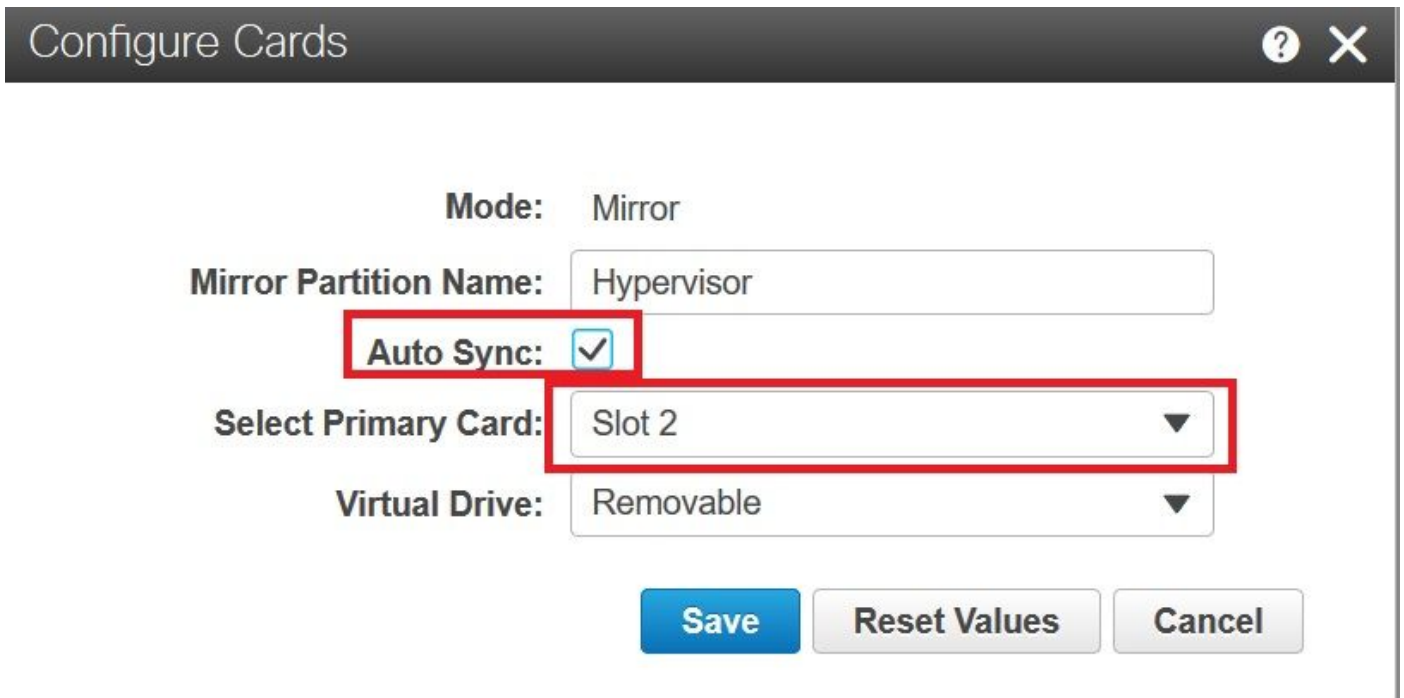 Configure Cards
Mode: Mirror
Mirror Partition Name: Hypervisor
Auto Sync:
Select Primary Card: Slot 2
Virtual Drive: Removable
Save Reset Values Cancel